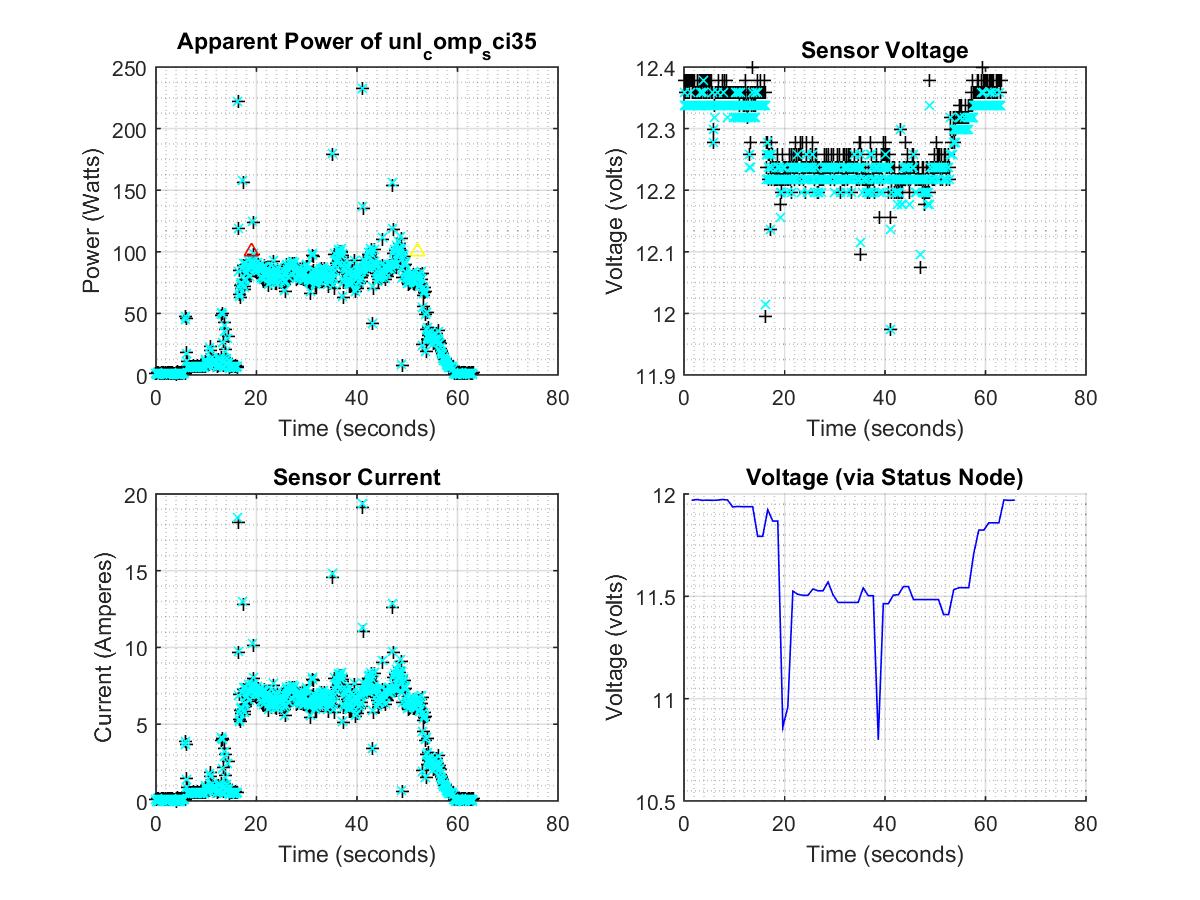 Apparent Power of unl_comp_sci35
250
200
150
100
50
0
0 20 40 60 80
Power (Watts)
Time (seconds)
Sensor Voltage
12.4
12.3
12.2
12.1
12
11.9
0 20 40 60 80
Voltage (volts)
Time (seconds)
Sensor Current
20
15
10
5
0
0 20 40 60 80
Current (Amperes)
Time (seconds)
Voltage (via Status Node)
12
11.5
11
10.5
0 20 40 60 80
Voltage (volts)
Time (seconds)